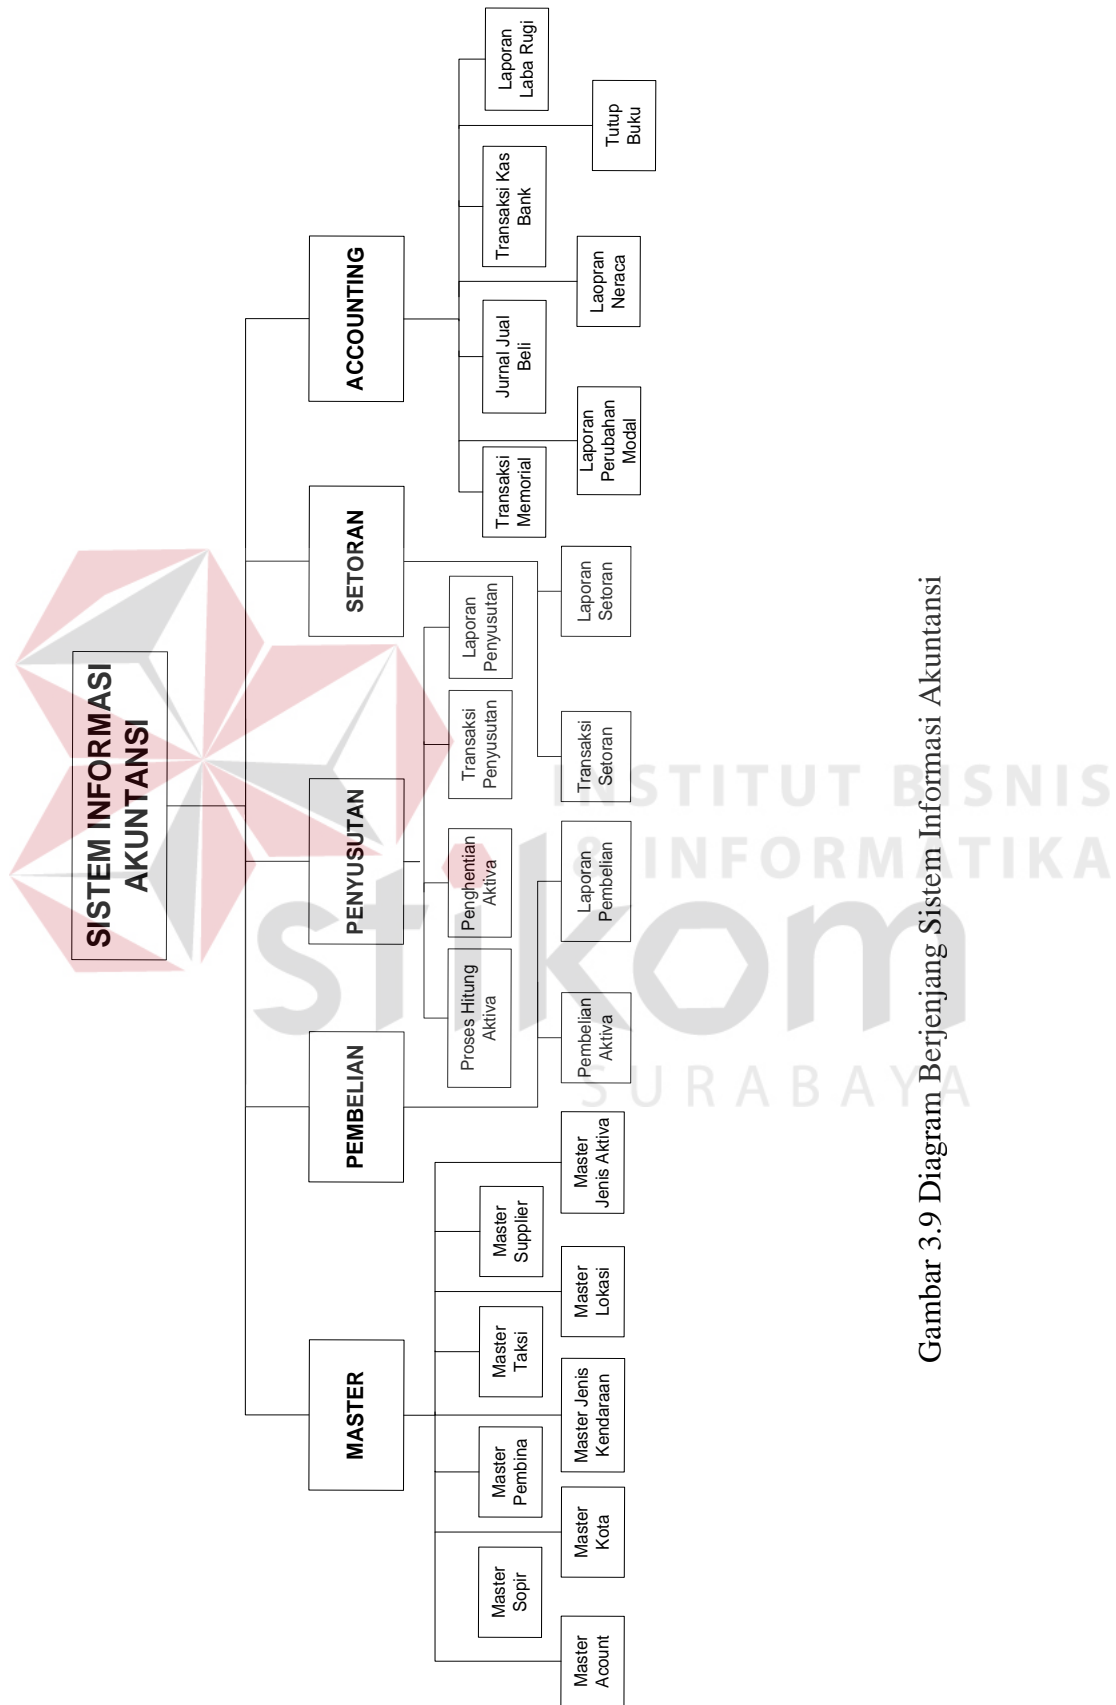 SISTEM INFORMASI
AKUNTANSI
MASTER
PEMBELIAN
PENYUSUTAN
SETORAN
ACCOUNTING
Master
Acount
Master
Sopir
Master
Kota
Master
Pembina
Master Jenis
Kendaraan
Master
Taksi
Master
Lokasi
Master
Supplier
Master
Jenis Aktiva
Pembelian
Aktiva
Laporan
Pembelian
Proses Hitung
Aktiva
Penghentian
Aktiva
Transaksi
Penyusutan
Laporan
Penyusutan
Transaksi
Setoran
Laporan
Setoran
Transaksi
Memorial
Laporan
Perubahan
Modal
Jurnal Jual
Beli
Laopran
Neraca
Transaksi Kas
Bank
Tutup
Buku
Laporan
Laba Rugi
Gambar 3.9 Diagram Berjenjang Sistem Informasi Akuntansi
INSTITUT BISNIS
& INFORMATIKA
stikom
SURABAYA